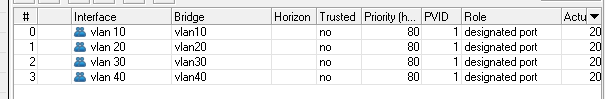 # Interface Bridge Horizon Trusted Priority (h... PVID Role Actu
0 vlan 10 vlan10 no 80 1 designated port 20
1 vlan 20 vlan20 no 80 1 designated port 20
2 vlan 30 vlan30 no 80 1 designated port 20
3 vlan 40 vlan40 no 80 1 designated port 20